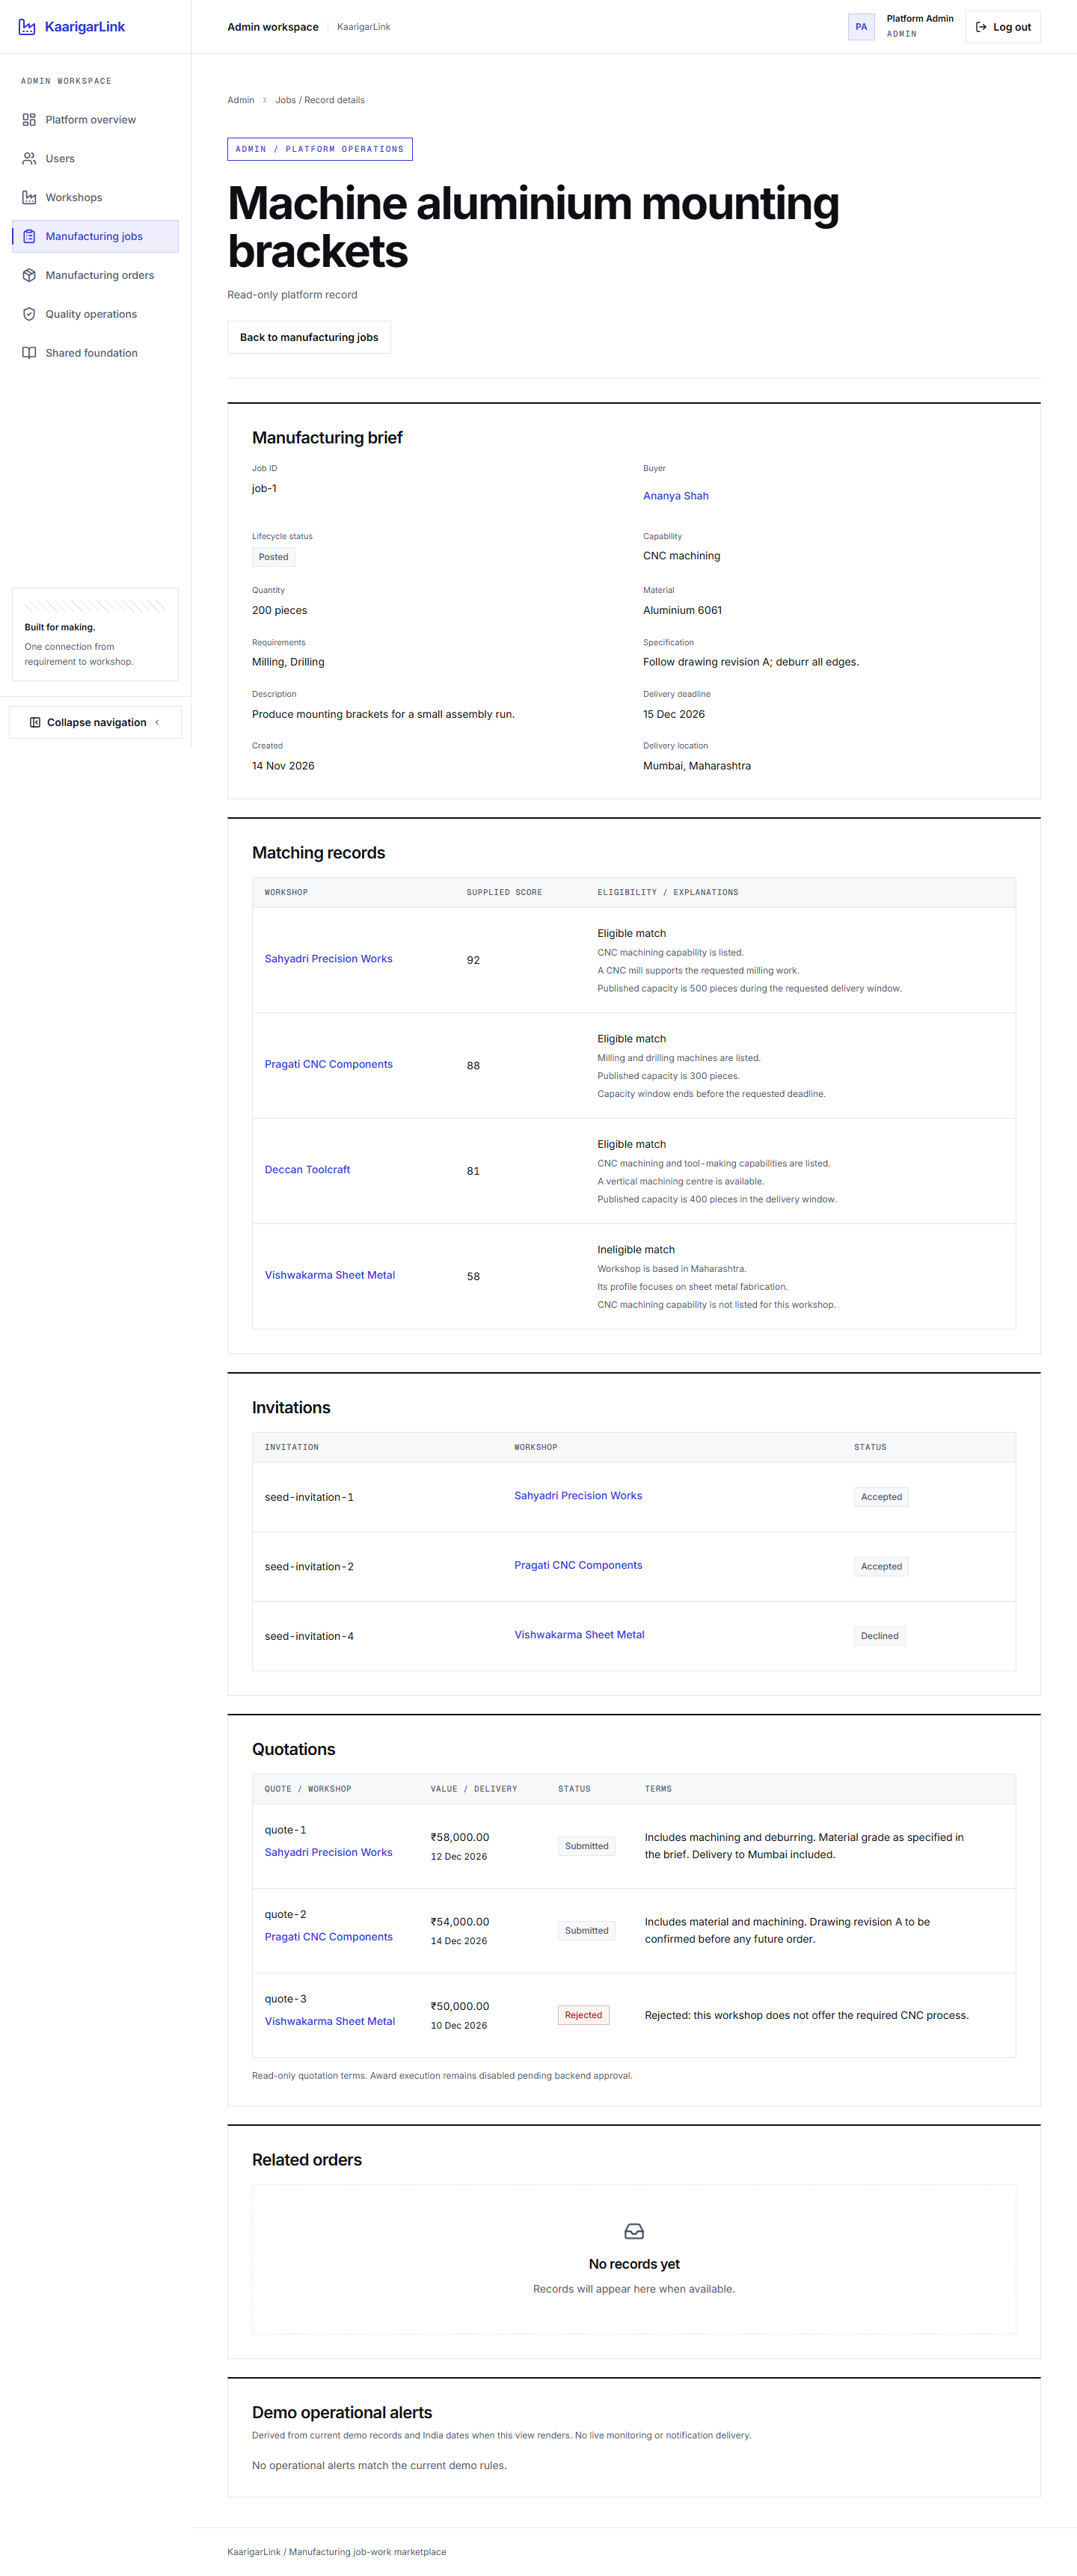 KaarigarLink
Admin workspace
KaarigarLink
PA
Platform Admin
ADMIN
Log out
ADMIN WORKSPACE
Platform overview
Users
Workshops
Manufacturing jobs
Manufacturing orders
Quality operations
Shared foundation
Built for making.
One connection from
requirement to workshop.
Collapse navigation
Admin
Jobs / Record details
ADMIN / PLATFORM OPERATIONS
Machine aluminium mounting
brackets
Read-only platform record
Back to manufacturing jobs
Manufacturing brief
Job ID
job-1
Buyer
Ananya Shah
Lifecycle status
Posted
Capability
CNC machining
Quantity
200 pieces
Material
Aluminium 6061
Requirements
Milling, Drilling
Specification
Follow drawing revision A; deburr all edges.
Description
Produce mounting brackets for a small assembly run.
Delivery deadline
15 Dec 2026
Created
14 Nov 2026
Delivery location
Mumbai, Maharashtra
Matching records
WORKSHOP SUPPLIED SCORE ELIGIBILITY / EXPLANATIONS
Sahyadri Precision Works
92
Eligible match
CNC machining capability is listed.
A CNC mill supports the requested milling work.
Published capacity is 500 pieces during the requested delivery window.
Pragati CNC Components
88
Eligible match
Milling and drilling machines are listed.
Published capacity is 300 pieces.
Capacity window ends before the requested deadline.
Deccan Toolcraft
81
Eligible match
CNC machining and tool-making capabilities are listed.
A vertical machining centre is available.
Published capacity is 400 pieces in the delivery window.
Vishwakarma Sheet Metal
58
Ineligible match
Workshop is based in Maharashtra.
Its profile focuses on sheet metal fabrication.
CNC machining capability is not listed for this workshop.
Invitations
INVITATION WORKSHOP STATUS
seed-invitation-1 Sahyadri Precision Works Accepted
seed-invitation-2 Pragati CNC Components Accepted
seed-invitation-4 Vishwakarma Sheet Metal Declined
Quotations
QUOTE / WORKSHOP VALUE / DELIVERY STATUS TERMS
quote-1
Sahyadri Precision Works
₹58,000.00
12 Dec 2026
Submitted
Includes machining and deburring. Material grade as specified in
the brief. Delivery to Mumbai included.
quote-2
Pragati CNC Components
₹54,000.00
14 Dec 2026
Submitted
Includes material and machining. Drawing revision A to be
confirmed before any future order.
quote-3
Vishwakarma Sheet Metal
₹50,000.00
10 Dec 2026
Rejected
Rejected: this workshop does not offer the required CNC process.
Read-only quotation terms. Award execution remains disabled pending backend approval.
Related orders
No records yet
Records will appear here when available.
Demo operational alerts
Derived from current demo records and India dates when this view renders. No live monitoring or notification delivery.
No operational alerts match the current demo rules.
KaarigarLink / Manufacturing job-work marketplace